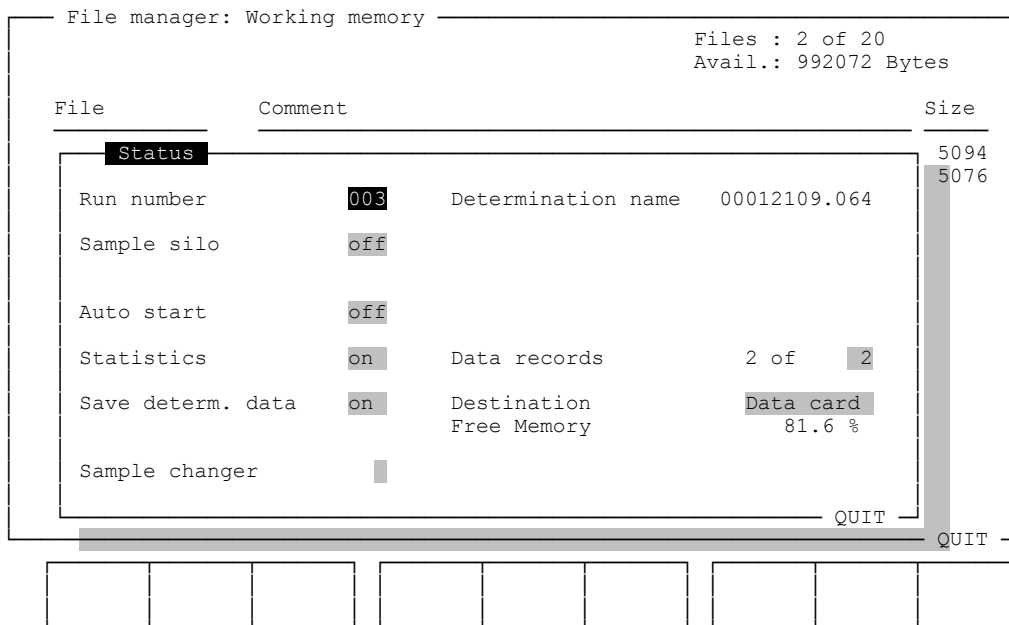 File manager: Working memory
Files : 2 of 20
Avail.: 992072 Bytes
File Comment Size
Status 5094
5076
Run number 003 Determination name 00012109.064
Sample silo off
Auto start off
Statistics on Data records 2 of 2
Save determ. data on Destination Data card
Free Memory 81.6 %
Sample changer
QUIT
QUIT